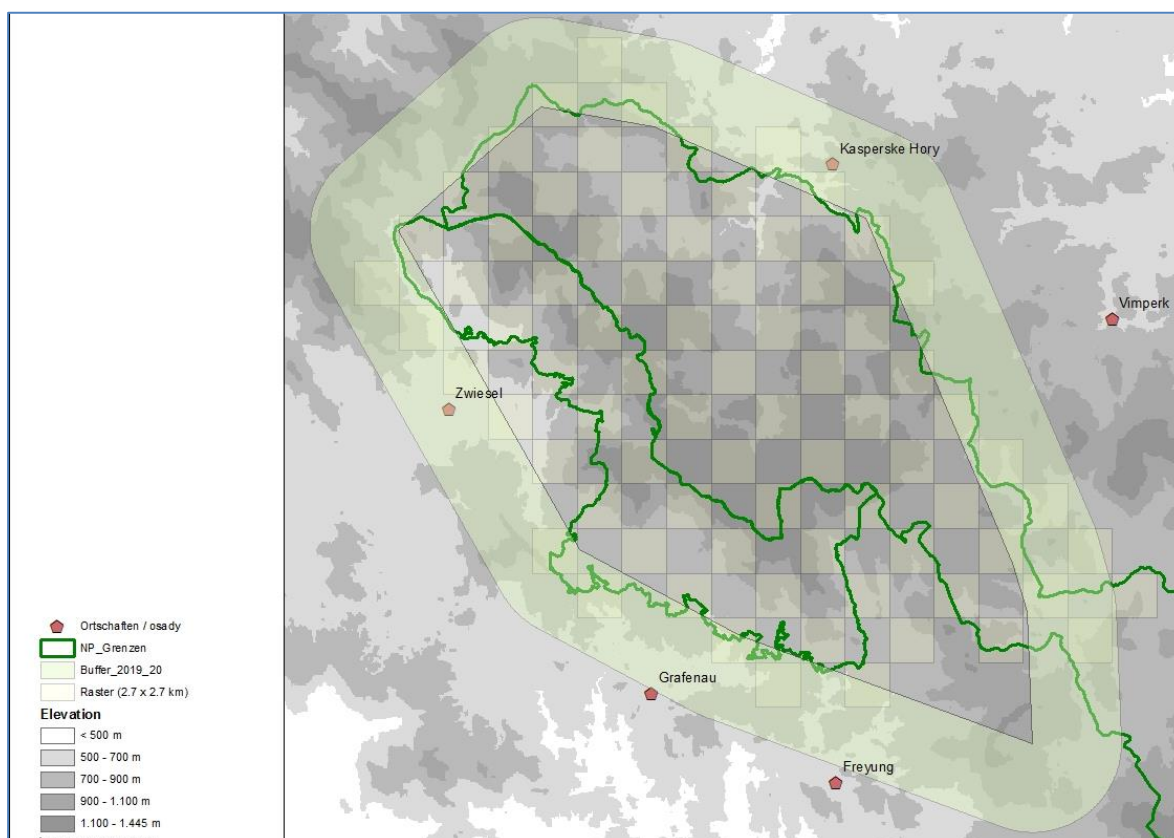 Kasperske Hory
Vimperk
Zwiesel
Grafenau
Freyung
Ortschaften / osady
NP_Grenzen
Buffer_2019_20
Raster (2.7 x 2.7 km)
Elevation
< 500 m
500 - 700 m
700 - 900 m
900 - 1.100 m
1.100 - 1.445 m